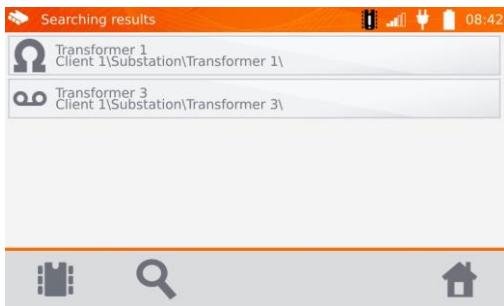 Searching results
08:42
Transformer 1
Client 1\Substation\Transformer 1\
Transformer 3
Client 1\Substation\Transformer 3\